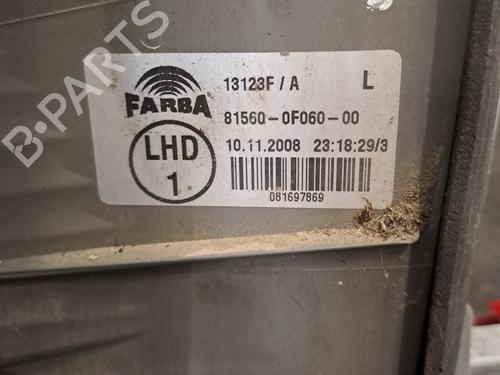 B-PARTS
FARBA
13123F / A L
81560-0F060-00
LHD
1
10.11.2008 23:18:29/3
081697869